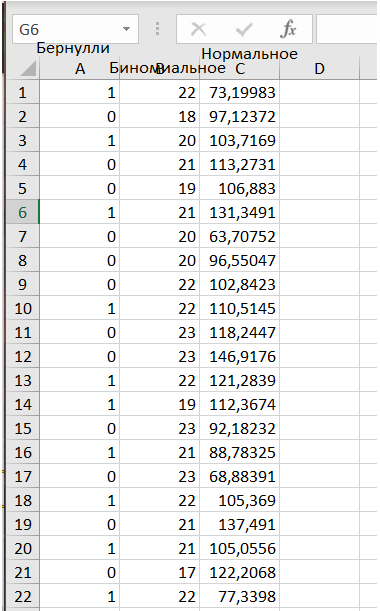 G6
Бернулли Нормальное
Биномиальное
A B C D
1 1 22 73,19983
2 0 18 97,12372
3 1 20 103,7169
4 0 21 113,2731
5 0 19 106,883
6 1 21 131,3491
7 0 20 63,70752
8 0 20 96,55047
9 0 22 102,8423
10 1 22 110,5145
11 0 23 118,2447
12 0 23 146,9176
13 1 22 121,2839
14 1 19 112,3674
15 0 23 92,18232
16 1 21 88,78325
17 0 23 68,88391
18 1 22 105,369
19 0 21 137,491
20 1 21 105,0556
21 0 17 122,2068
22 1 22 77,3398